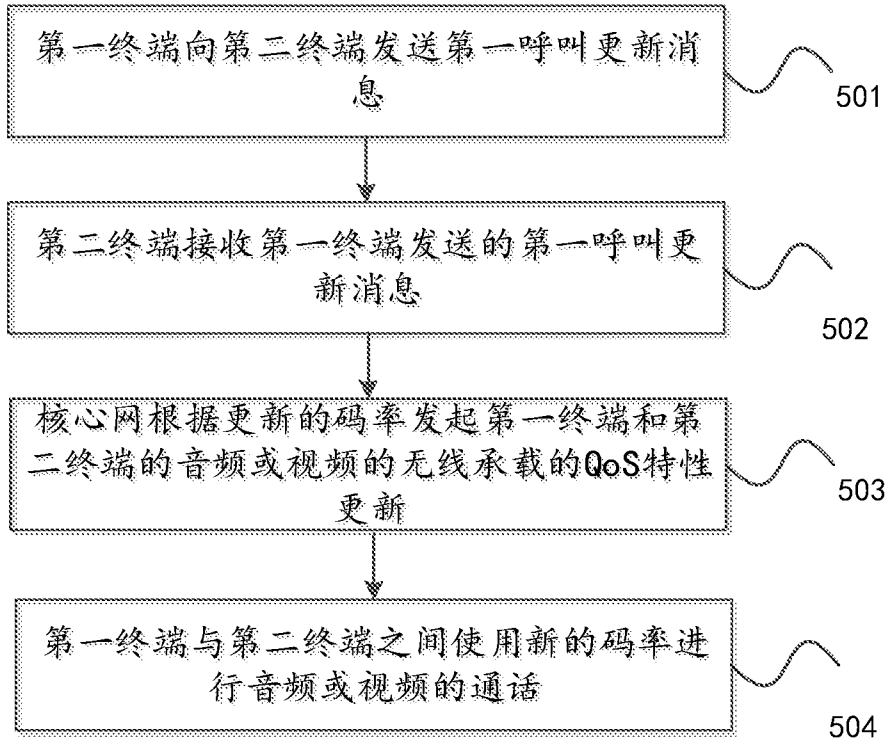 第一终端向第二终端发送第一呼叫更新消
息
501
第二终端接收第一终端发送的第一呼叫更
新消息
502
核心网根据更新的码率发起第一终端和第
二终端的音频或视频的无线承载的QoS特性
更新
503
第一终端与第二终端之间使用新的码率进
行音频或视频的通话
504